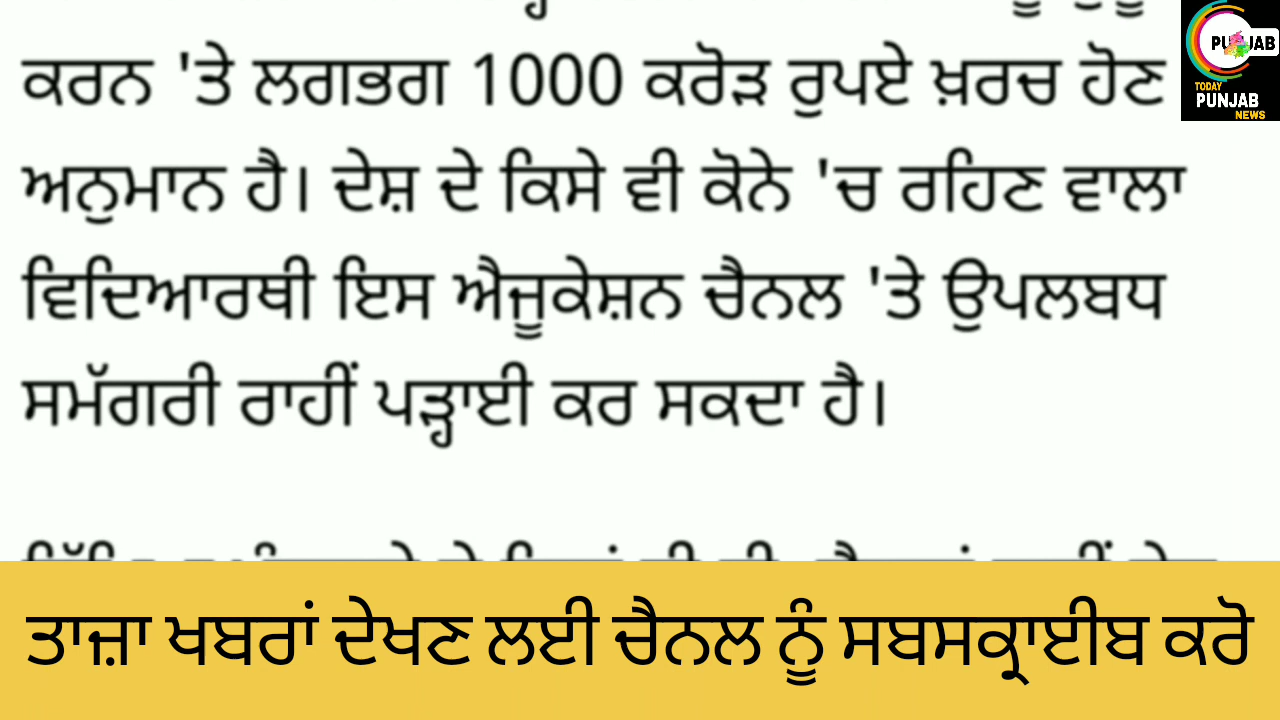 ਕਰਨ 'ਤੇ ਲਗਭਗ 1000 ਕਰੋੜ ਰੁਪਏ ਖ਼ਰਚ ਹੋਣ
ਅਨੁਮਾਨ ਹੈ। ਦੇਸ਼ ਦੇ ਕਿਸੇ ਵੀ ਕੋਨੇ 'ਚ ਰਹਿਣ ਵਾਲਾ
ਵਿਦਿਆਰਥੀ ਇਸ ਐਜੂਕੇਸ਼ਨ ਚੈਨਲ 'ਤੇ ਉਪਲਬਧ
ਸਮੱਗਰੀ ਰਾਹੀਂ ਪੜ੍ਹਾਈ ਕਰ ਸਕਦਾ ਹੈ।
ਤਾਜ਼ਾ ਖਬਰਾਂ ਦੇਖਣ ਲਈ ਚੈਨਲ ਨੂੰ ਸਬਸਕ੍ਰਾਈਬ ਕਰੋ
PUNJAB
TODAY
PUNJAB
NEWS